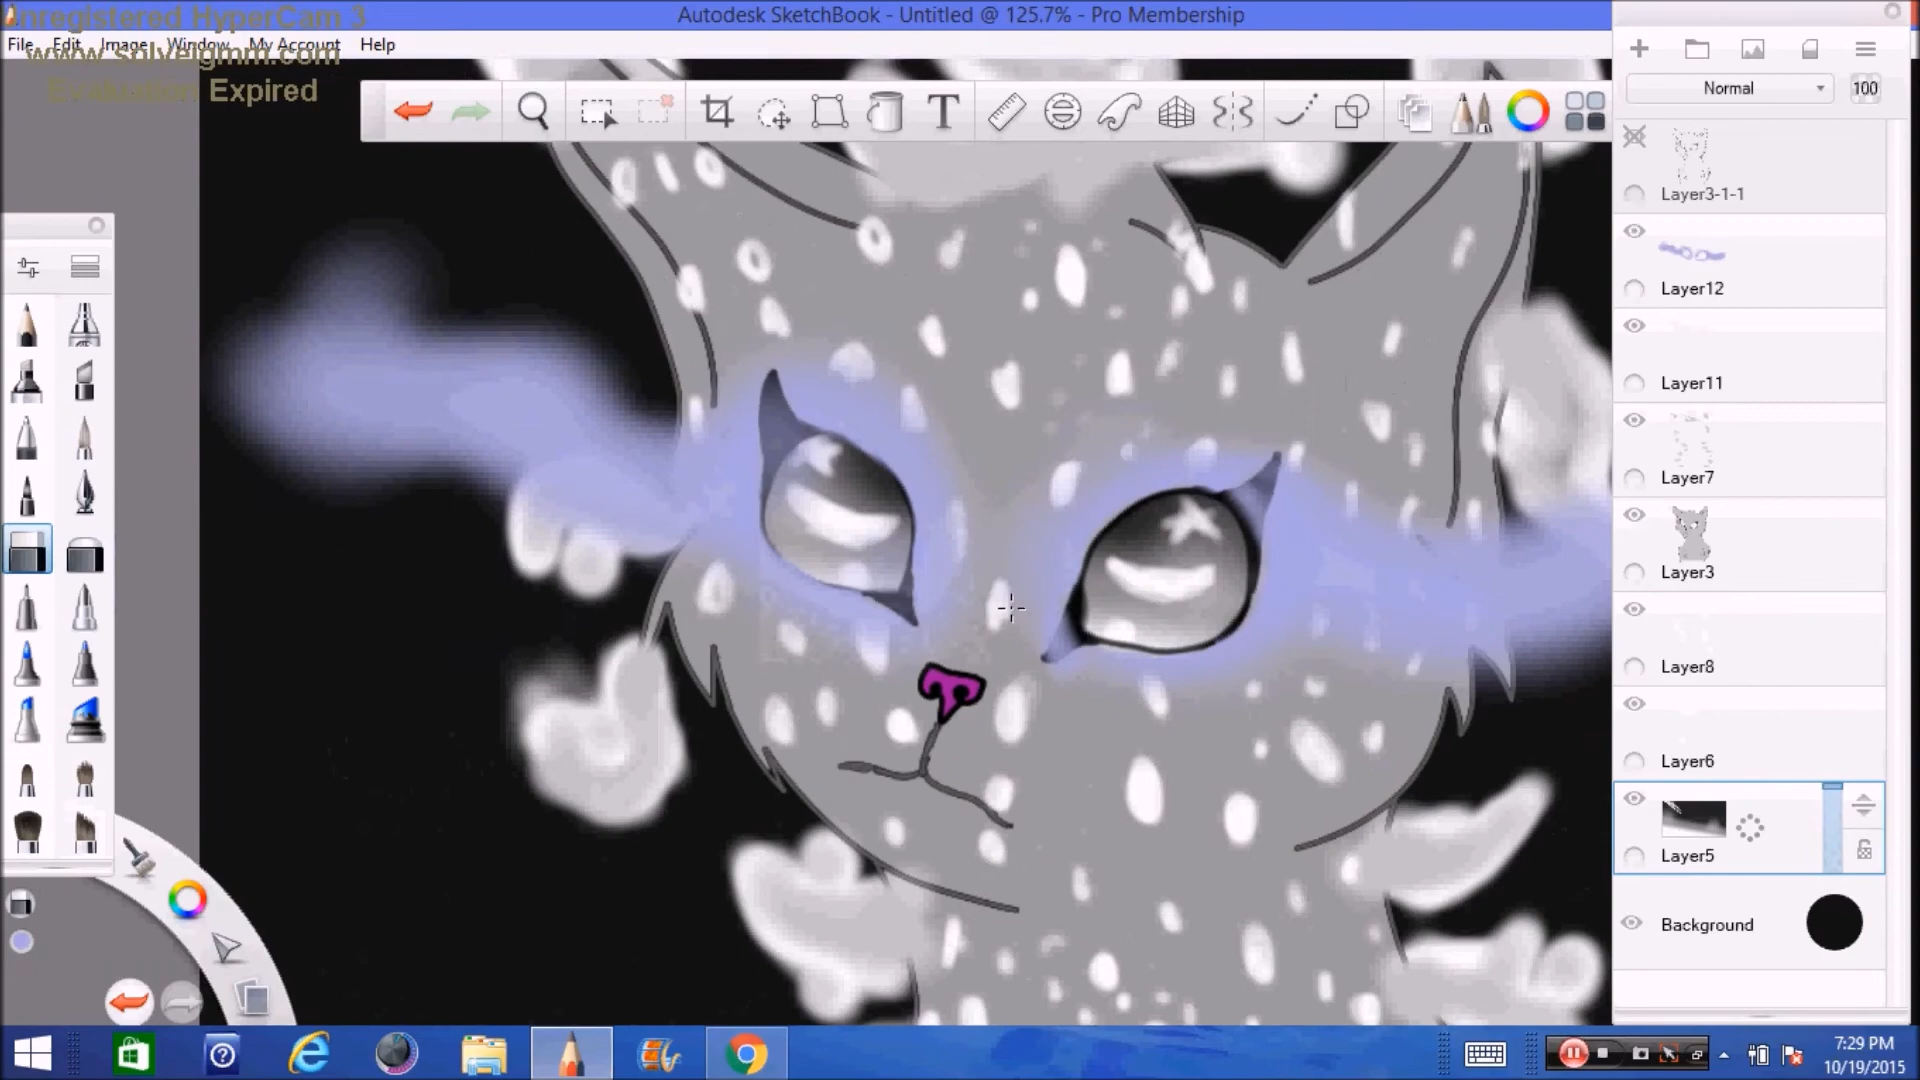 Unregistered HyperCam 3
www.solveigmm.com
Evaluation Expired
Autodesk SketchBook - Untitled @ 125.7% - Pro Membership
File Edit Image Window My Account Help
T
Normal 100
Layer3-1-1
Layer12
Layer11
Layer7
Layer3
Layer8
Layer6
Layer5
Background
7:29 PM
10/19/2015